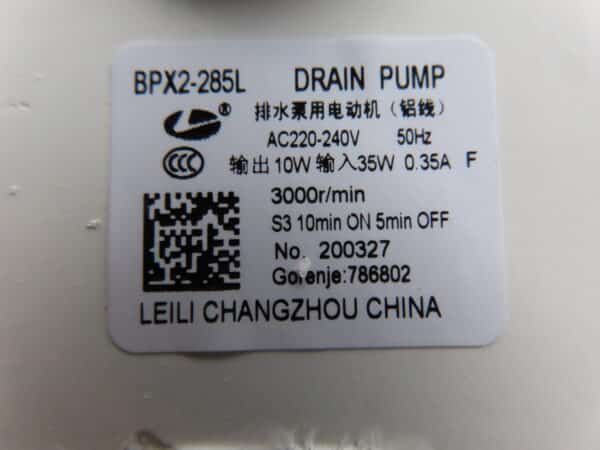 BPX2-285L DRAIN PUMP
®
排水泵用电动机（铝线）
AC220-240V 50Hz
CCC
输出10W 输入35W 0.35A F
3000r/min
S3 10min ON 5min OFF
No. 200327
Gorenje:786802
LEILI CHANGZHOU CHINA